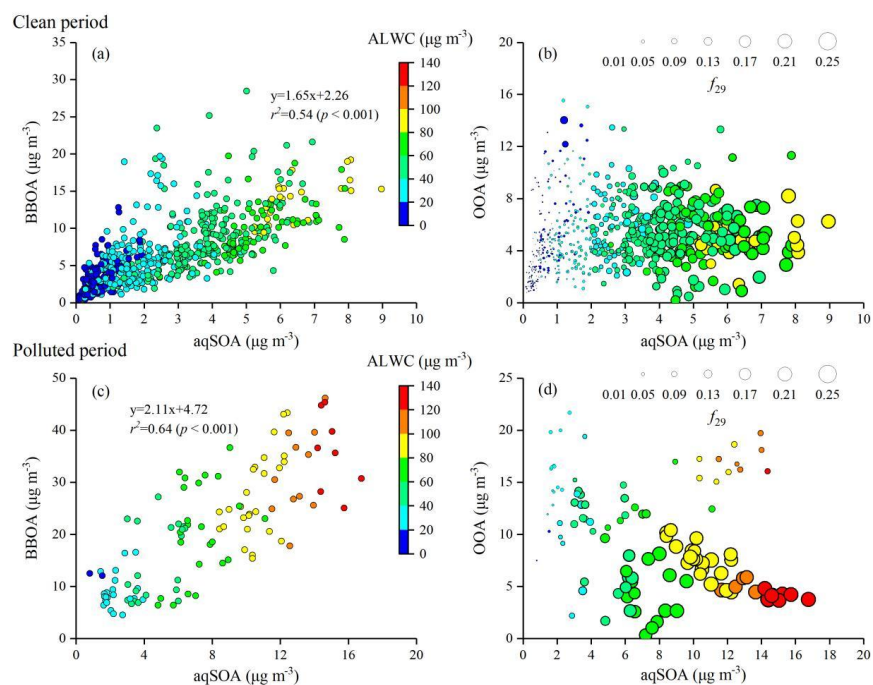 Clean period
ALWC (μg m⁻³)
(a)
y=1.65x+2.26
r²=0.54 (p < 0.001)
35
30
25
20
15
10
5
0
BBOA (μg m⁻³)
0 1 2 3 4 5 6 7 8 9 10
aqSOA (μg m⁻³)
140
120
100
80
60
40
20
0
(b)
0.01 0.05 0.09 0.13 0.17 0.21 0.25
f₂₉
20
16
12
8
4
0
OOA (μg m⁻³)
0 1 2 3 4 5 6 7 8 9 10
aqSOA (μg m⁻³)
Polluted period
ALWC (μg m⁻³)
(c)
y=2.11x+4.72
r²=0.64 (p < 0.001)
50
40
30
20
10
0
BBOA (μg m⁻³)
0 4 8 12 16 20
aqSOA (μg m⁻³)
140
120
100
80
60
40
20
0
(d)
0.01 0.05 0.09 0.13 0.17 0.21 0.25
f₂₉
25
20
15
10
5
0
OOA (μg m⁻³)
0 2 4 6 8 10 12 14 16 18 20
aqSOA (μg m⁻³)